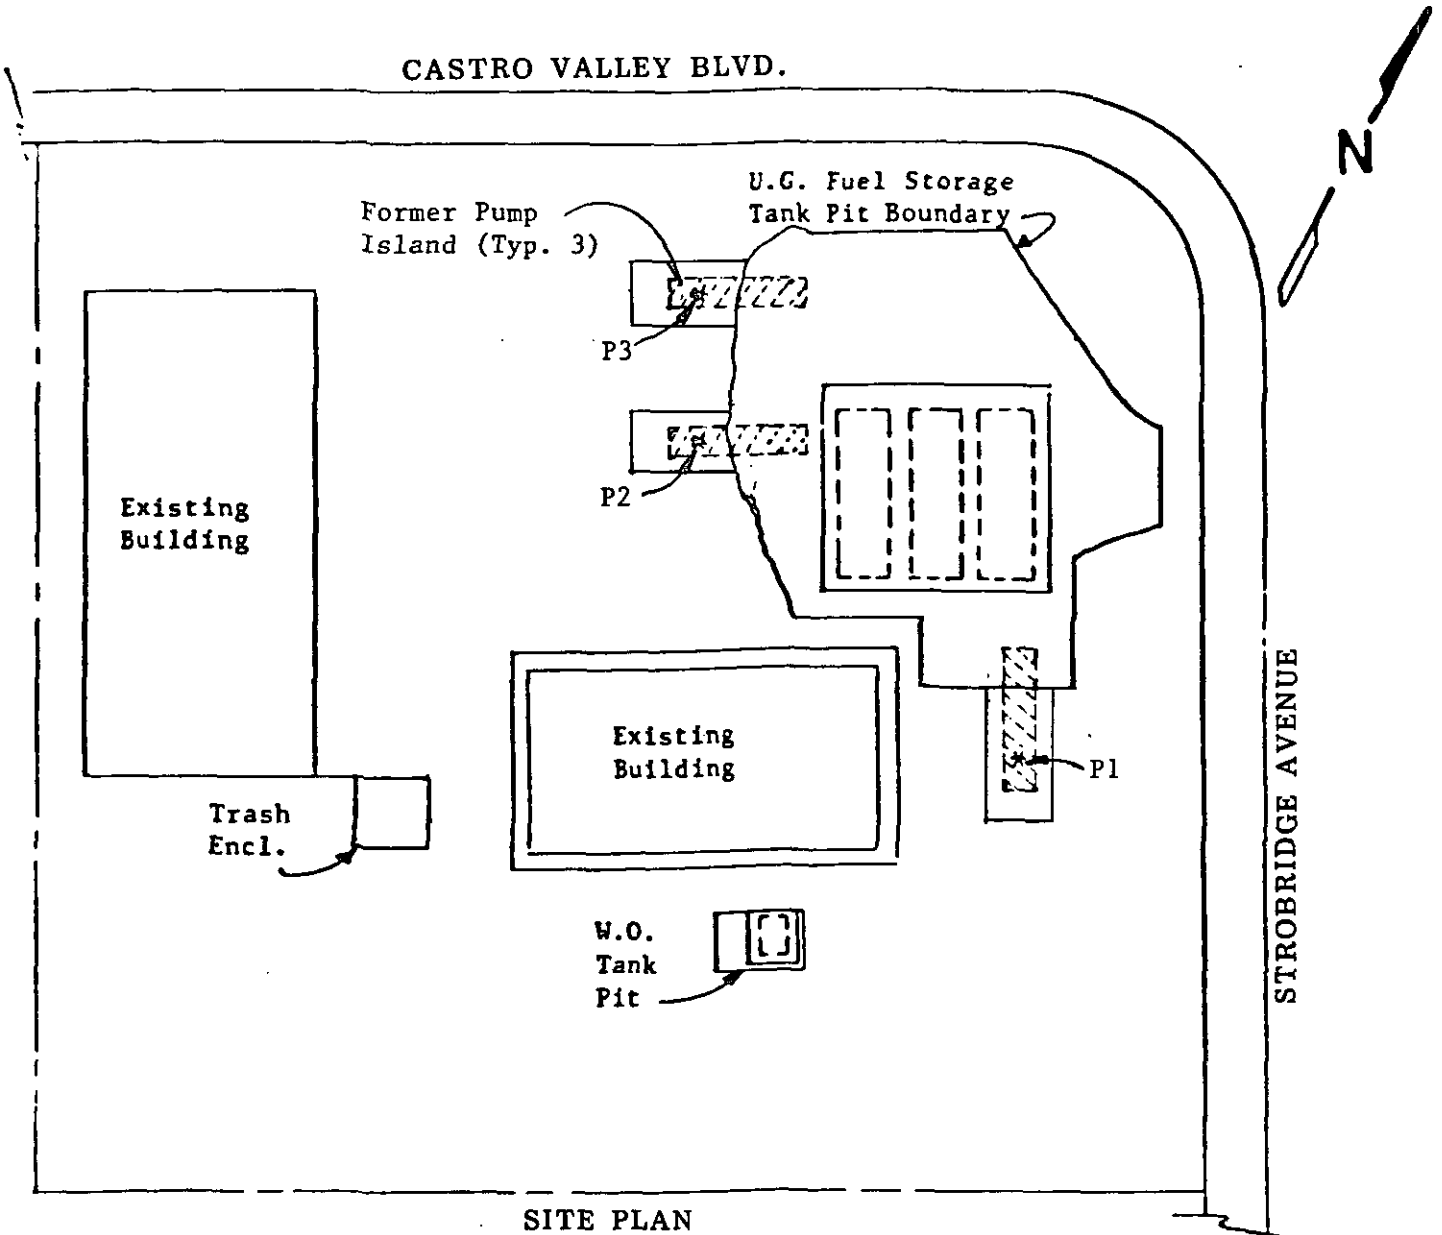 CASTRO VALLEY BLVD.
N
U.G. Fuel Storage
Tank Pit Boundary
Former Pump
Island (Typ. 3)
P3
P2
Existing
Building
Existing
Building
P1
Trash
Encl.
W.O.
Tank
Pit
STROBRIDGE AVENUE
SITE PLAN